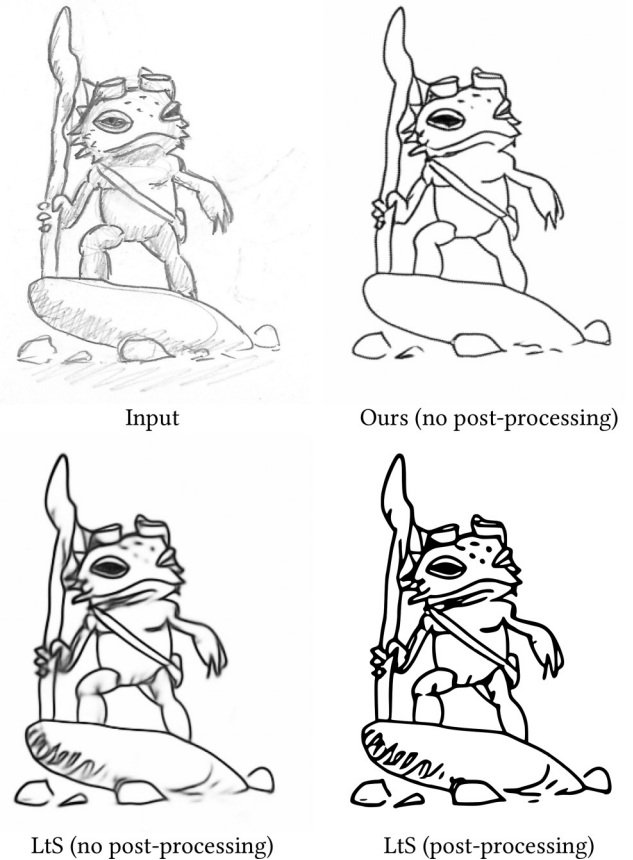 Input
Ours (no post-processing)
LtS (no post-processing)
LtS (post-processing)